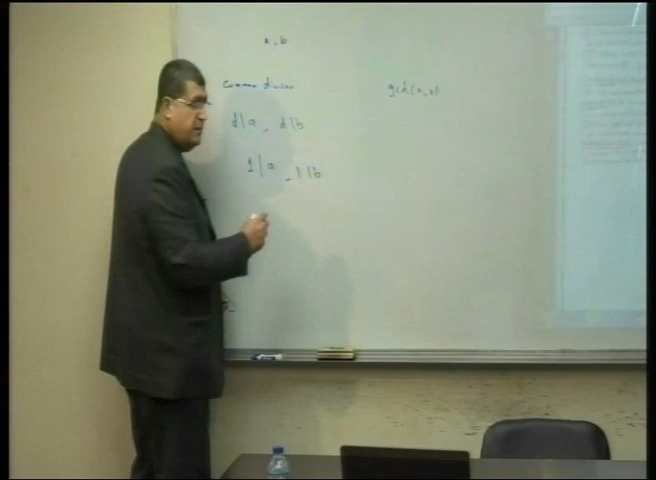 a, b
common divisor
gcd(a, b)
d|a, d|b
1|a, 1|b